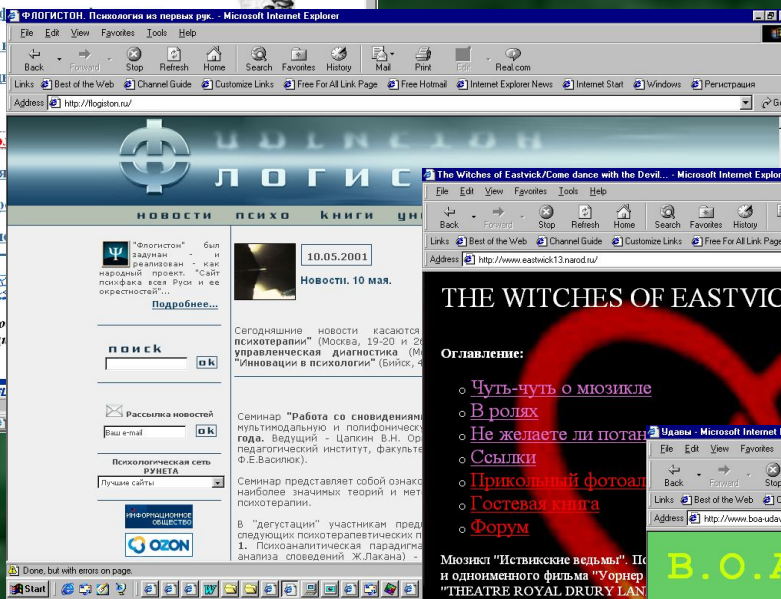 ФЛОГИСТОН. Психология из первых рук. - Microsoft Internet Explorer
File Edit View Favorites Tools Help
Back Forward Stop Refresh Home Search Favorites History Mail Print Edit Real.com
Links Best of the Web Channel Guide Customize Links Free For All Link Page Free Hotmail Internet Explorer News Internet Start Windows Регистрация
Address http://flogiston.ru/ Go
ЛОГИС
НОВОСТИ ПСИХО КНИГИ
"Флогистон" был
задуман - и
реализован - как
народный проект. "Сайт
психфака всея Руси и ее
окрестностей"...
Подробнее...
ПОИСК
ok
Рассылка новостей
Ваш e-mail ok
Психологическая сеть
РУНЕТА
Лучшие сайты
ИНФОРМАЦИОННОЕ
ОБЩЕСТВО
OZON
10.05.2001
Новости. 10 мая.
Сегодняшние новости касаются
психотерапии" (Москва, 19-20 и 26
управленческая диагностика (М
"Инновации в психологии" (Бийск, 4
Семинар "Работа со сновидениями
мультимодальную и полифоническу
года. Ведущий - Цапкин В.Н. Ор
педагогический институт, факульте
Ф.Е.Василюк).
Семинар представляет собой ознако
наиболее значимых теорий и мет
психотерапии.
В "дегустации" участникам пред
следующих психотерапевтических п
1. Психоаналитическая парадигма
анализа споведений Ж.Лакана) -
Done, but with errors on page.
Start
The Witches of Eastvick/Come dance with the Devil... - Microsoft Internet Explor
File Edit View Favorites Tools Help
Back Forward Stop Refresh Home Search Favorites History
Links Best of the Web Channel Guide Customize Links Free For All Link Page
Address http://www.eastwick13.narod.ru/
THE WITCHES OF EASTVIC
Оглавление:
Чуть-чуть о мюзикле
В ролях
Не желаете ли потан
Ссылки
Прикольный фотоал
Гостевая книга
Форум
Мюзикл "Иствикские ведьмы". По
и одноименного фильма "Уорнер
"THEATRE ROYAL DRURY LAN
Удавы - Microsoft Internet
File Edit View Favorites
Back Forward Stop
Links Best of the Web
Address http://www.boa-udav
B.O.A